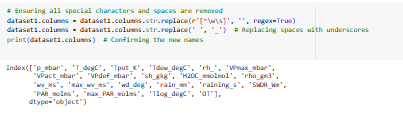 # Ensuring all special characters and spaces are removed
dataset1.columns = dataset1.columns.str.replace(r'[^\w\s]', '', regex=True)
dataset1.columns = dataset1.columns.str.replace(' ', '_')  # Replacing spaces with underscores
print(dataset1.columns)  # Confirming the new names
Index(['p_mbar', 'T_degC', 'Tpot_K', 'Tdew_degC', 'rh_', 'VPmax_mbar',
'VPact_mbar', 'VPdef_mbar', 'sh_gkg', 'H2OC_mmolmol', 'rho_gm3',
'wv_ms', 'max_wv_ms', 'wd_deg', 'rain_mm', 'raining_s', 'SWDR_Wm',
'PAR_molms', 'max_PAR_molms', 'Tlog_degC', 'OT'],
dtype='object')